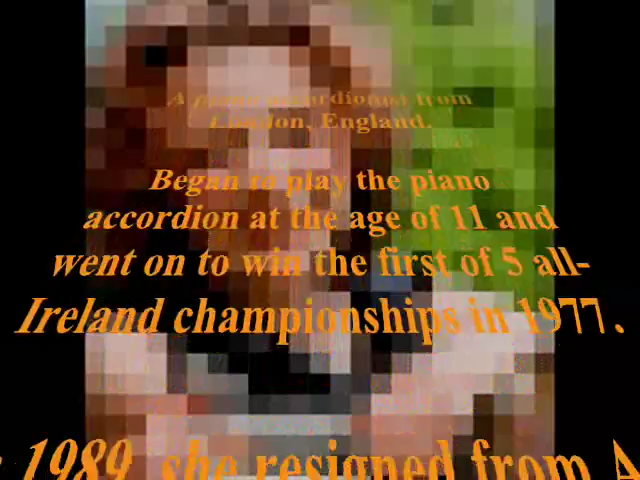 A piano accordionist from
London, England.
Began to play the piano
accordion at the age of 11 and
went on to win the first of 5 all-
Ireland championships in 1977.
1989, she resigned from A